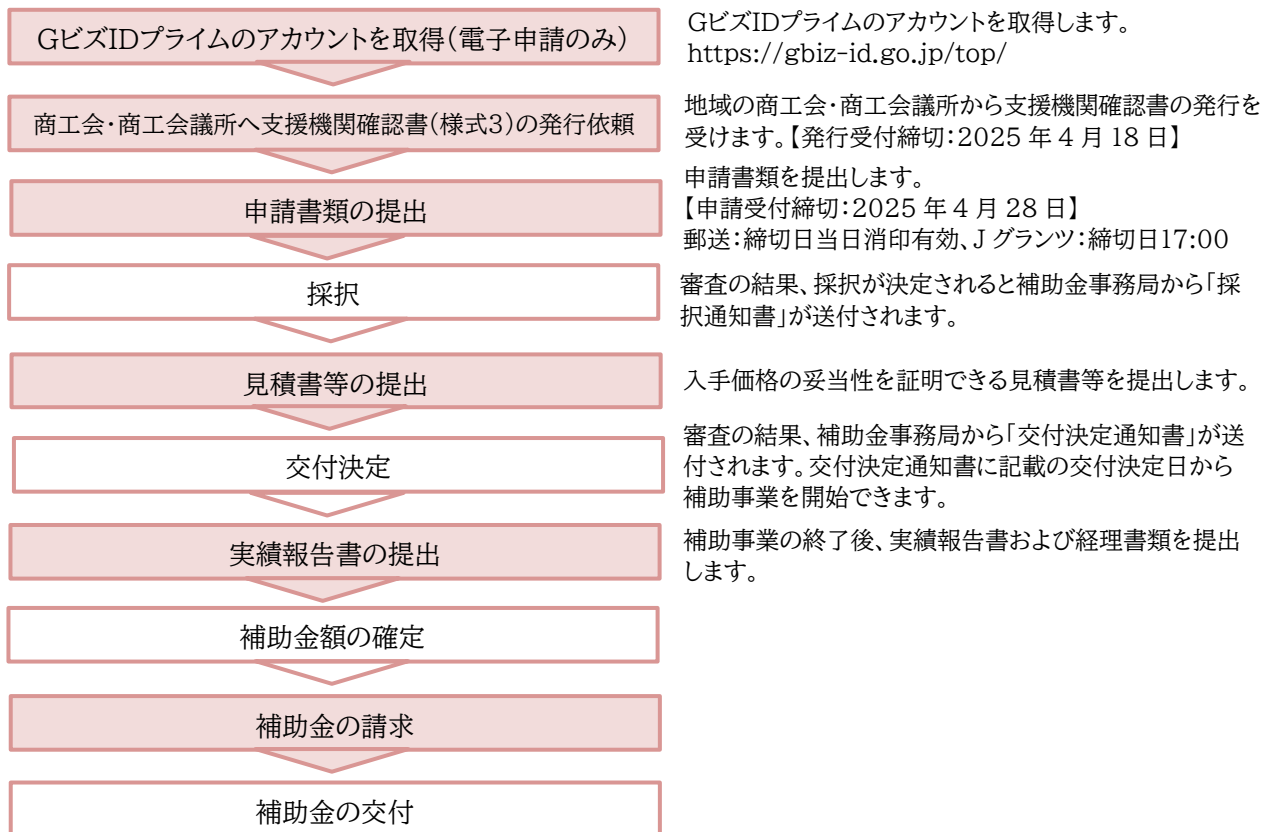 GビズIDプライムのアカウントを取得（電子申請のみ）
GビズIDプライムのアカウントを取得します。
https://gbiz-id.go.jp/top/
商工会・商工会議所へ支援機関確認書（様式3）の発行依頼
地域の商工会・商工会議所から支援機関確認書の発行を
受けます。【発行受付締切：2025 年 4 月 18 日】
申請書類の提出
申請書類を提出します。
【申請受付締切：2025 年 4 月 28 日】
郵送：締切日当日消印有効、J グランツ：締切日17:00
採択
審査の結果、採択が決定されると補助金事務局から「採
択通知書」が送付されます。
見積書等の提出
入手価格の妥当性を証明できる見積書等を提出します。
交付決定
審査の結果、補助金事務局から「交付決定通知書」が送
付されます。交付決定通知書に記載の交付決定日から
補助事業を開始できます。
実績報告書の提出
補助事業の終了後、実績報告書および経理書類を提出
します。
補助金額の確定
補助金の請求
補助金の交付